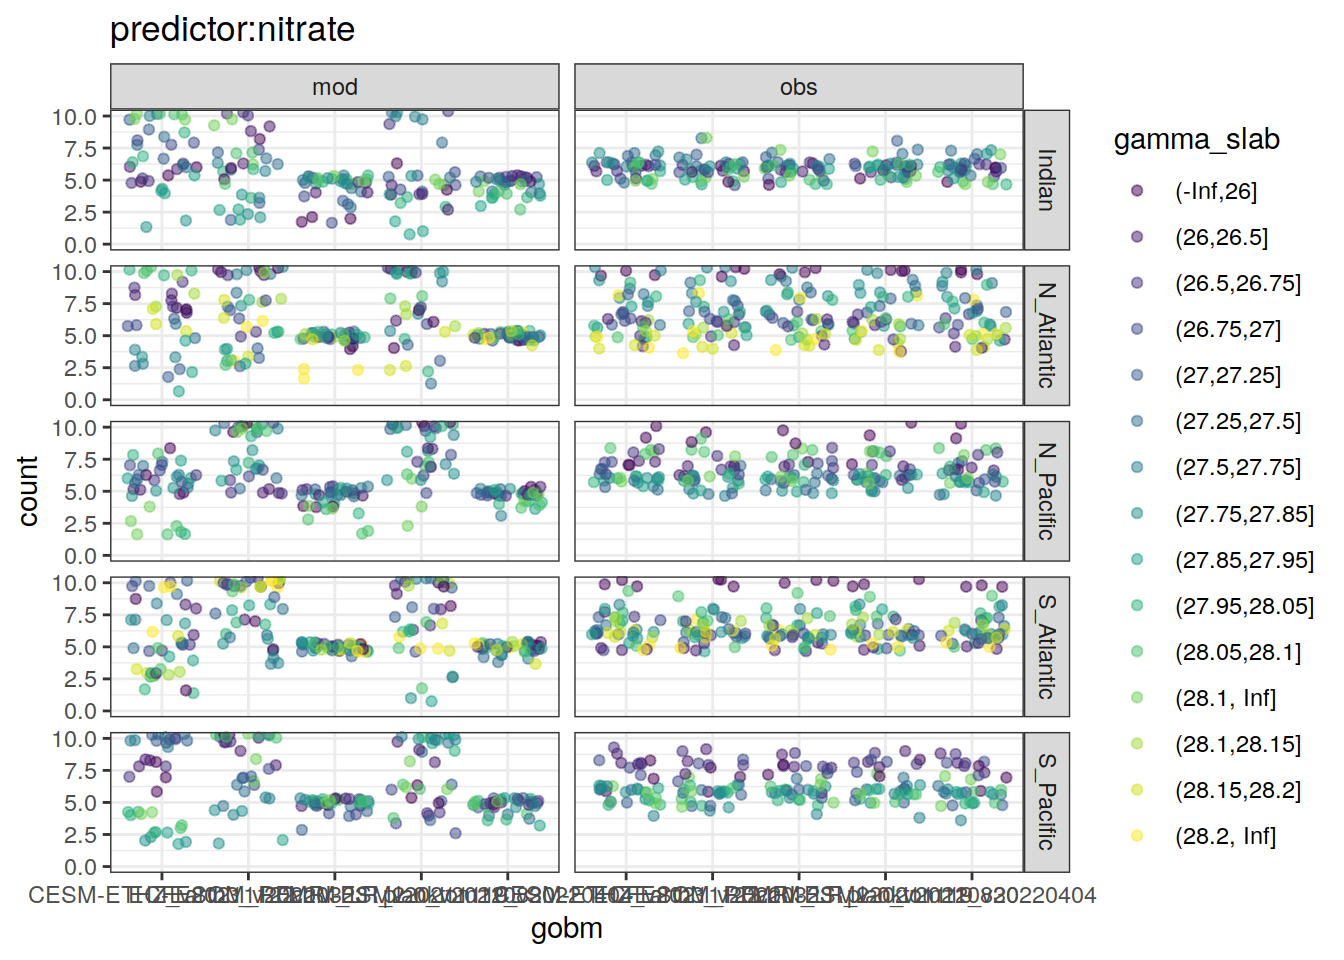 predictor:nitrate
mod
obs
10.0
7.5
5.0
2.5
0.0
Indian
10.0
7.5
5.0
2.5
0.0
N_Atlantic
10.0
7.5
5.0
2.5
0.0
N_Pacific
10.0
7.5
5.0
2.5
0.0
S_Atlantic
10.0
7.5
5.0
2.5
0.0
S_Pacific
count
gobm
gamma_slab
(-Inf,26]
(26,26.5]
(26.5,26.75]
(26.75,27]
(27,27.25]
(27.25,27.5]
(27.5,27.75]
(27.75,27.85]
(27.85,27.95]
(27.95,28.05]
(28.05,28.1]
(28.1, Inf]
(28.1,28.15]
(28.15,28.2]
(28.2, Inf]